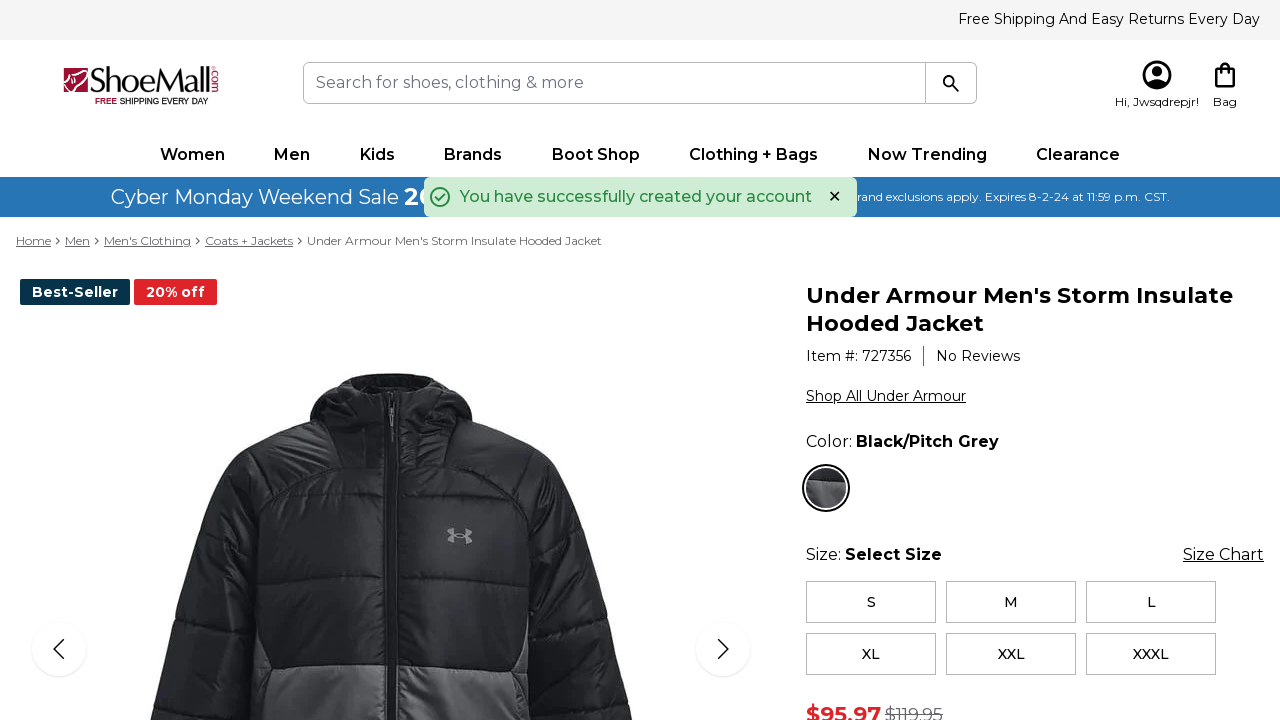 Free Shipping And Easy Returns Every Day
ShoeMall.com
FREE SHIPPING EVERY DAY
Search for shoes, clothing & more
Hi, Jwsqdrepjr!
Bag
Women Men Kids Brands Boot Shop Clothing + Bags Now Trending Clearance
Cyber Monday Weekend Sale
You have successfully created your account
exclusions apply. Expires 8-2-24 at 11:59 p.m. CST.
Home > Men > Men's Clothing > Coats + Jackets > Under Armour Men's Storm Insulate Hooded Jacket
Best-Seller
20% off
Under Armour Men's Storm Insulate
Hooded Jacket
Item #: 727356 | No Reviews
Shop All Under Armour
Color: Black/Pitch Grey
Size: Select Size
Size Chart
S M L
XL XXL XXXL
$95.97 $119.95